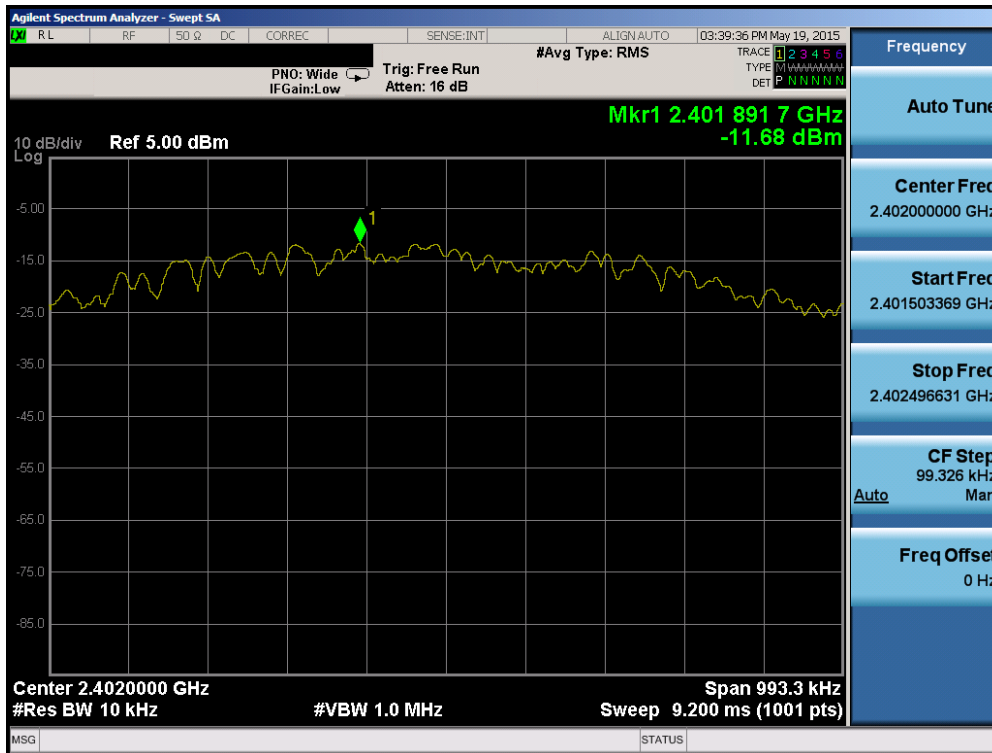 Agilent Spectrum Analyzer - Swept SA
LXI RL RF 50 Ω DC CORREC SENSE:INT ALIGN AUTO 03:39:36 PM May 19, 2015
#Avg Type: RMS
TRACE 1 2 3 4 5 6
PNO: Wide Trig: Free Run
TYPE M W W W W W
IFGain:Low Atten: 16 dB
DET P N N N N N
Mkr1 2.401 891 7 GHz
-11.68 dBm
10 dB/div Ref 5.00 dBm
Log
1
-5.00
-15.0
-25.0
-35.0
-45.0
-55.0
-65.0
-75.0
-85.0
Center 2.4020000 GHz Span 993.3 kHz
#Res BW 10 kHz #VBW 1.0 MHz Sweep 9.200 ms (1001 pts)
MSG STATUS
Frequency
Auto Tune
Center Freq
2.402000000 GHz
Start Freq
2.401503369 GHz
Stop Freq
2.402496631 GHz
CF Step
99.326 kHz
Auto Man
Freq Offset
0 Hz